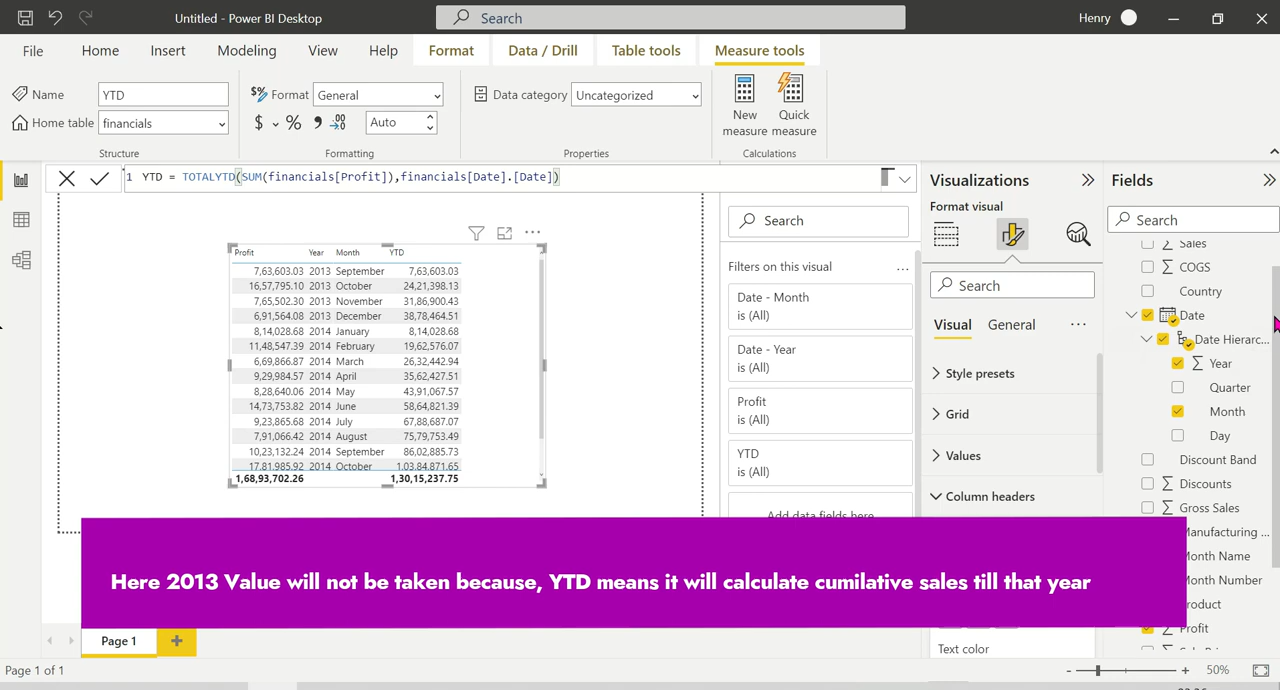 Untitled - Power BI Desktop
Search
Henry
File Home Insert Modeling View Help Format Data / Drill Table tools Measure tools
Name YTD
Home table financials
Structure
$% Format General
$ % , Auto
Formatting
Data category Uncategorized
Properties
New measure
Quick measure
Calculations
1 YTD = TOTALYTD(SUM(financials[Profit]),financials[Date].[Date])
Profit Year Month YTD
7,63,603.03 2013 September 7,63,603.03
16,57,795.10 2013 October 24,21,398.13
7,65,502.30 2013 November 31,86,900.43
6,91,564.08 2013 December 38,78,464.51
8,14,028.68 2014 January 8,14,028.68
11,48,547.39 2014 February 19,62,576.07
6,69,866.87 2014 March 26,32,442.94
9,29,984.57 2014 April 35,62,427.51
8,28,640.06 2014 May 43,91,067.57
14,73,753.82 2014 June 58,64,821.39
9,23,865.68 2014 July 67,88,687.07
7,91,066.42 2014 August 75,79,753.49
10,23,132.24 2014 September 86,02,885.73
17,81,985.92 2014 October 1,03,84,871.65
1,68,93,702.26 1,30,15,237.75
Search
Filters on this visual
Date - Month
is (All)
Date - Year
is (All)
Profit
is (All)
YTD
is (All)
Add data fields here
Visualizations
Format visual
Search
Visual General
Style presets
Grid
Values
Column headers
Text color
Fields
Search
Sales
COGS
Country
Date
Date Hierarc...
Year
Quarter
Month
Day
Discount Band
Discounts
Gross Sales
Manufacturing ...
Month Name
Month Number
Product
Profit
Here 2013 Value will not be taken because, YTD means it will calculate cumilative sales till that year
Page 1
Page 1 of 1
- + 50%